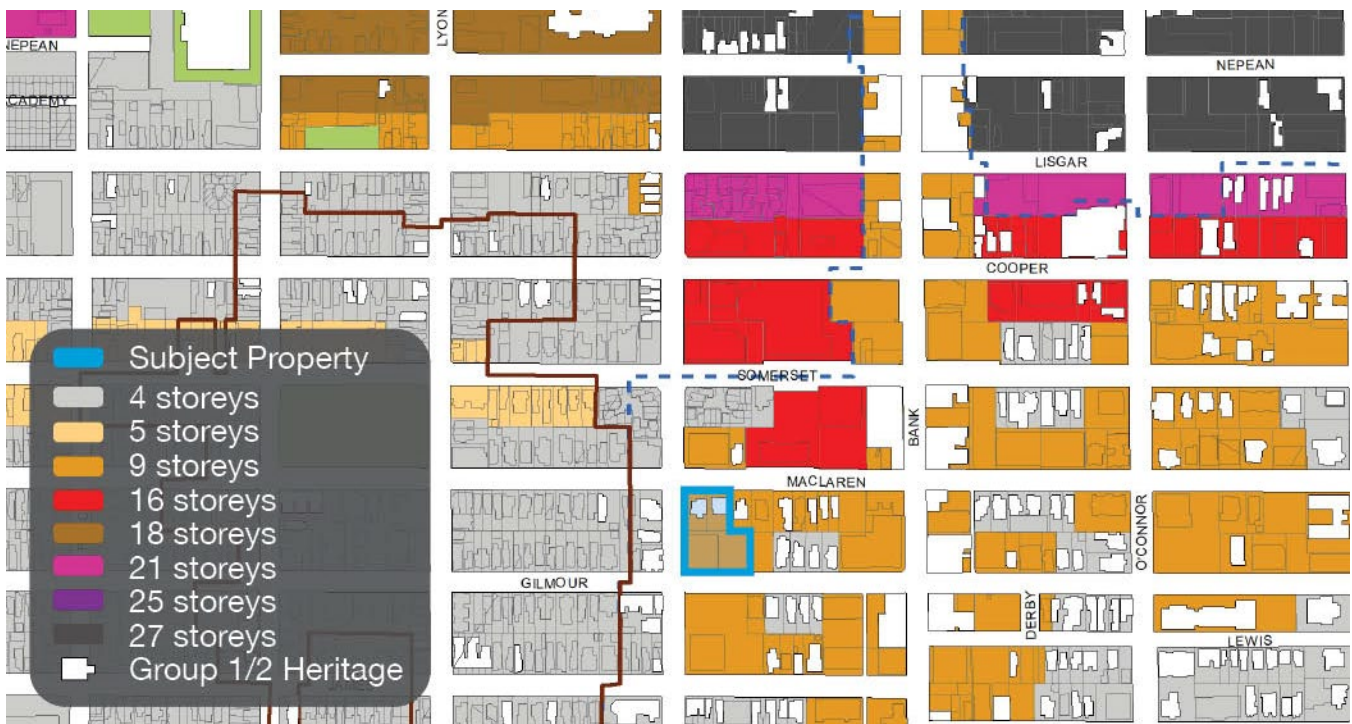 LYON
NEPEAN
NEPEAN
ACADEMY
LISGAR
COOPER
SOMERSET
BANK
MACLAREN
O'CONNOR
GILMOUR
DERBY
LEWIS
Subject Property
4 storeys
5 storeys
9 storeys
16 storeys
18 storeys
21 storeys
25 storeys
27 storeys
Group 1/2 Heritage
JAMES